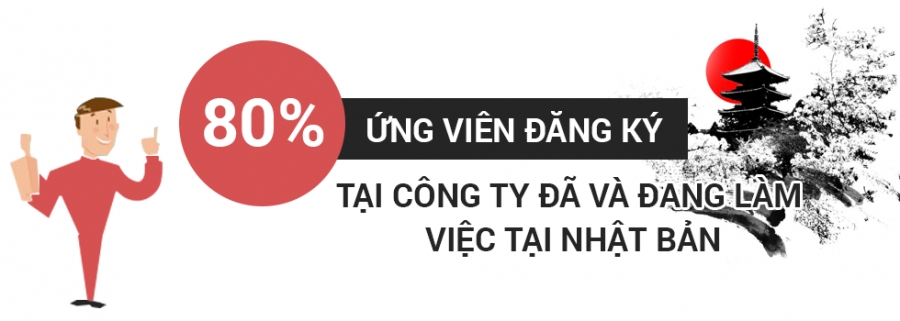 80%
ỨNG VIÊN ĐĂNG KÝ
TẠI CÔNG TY ĐÃ VÀ ĐANG LÀM
VIỆC TẠI NHẬT BẢN